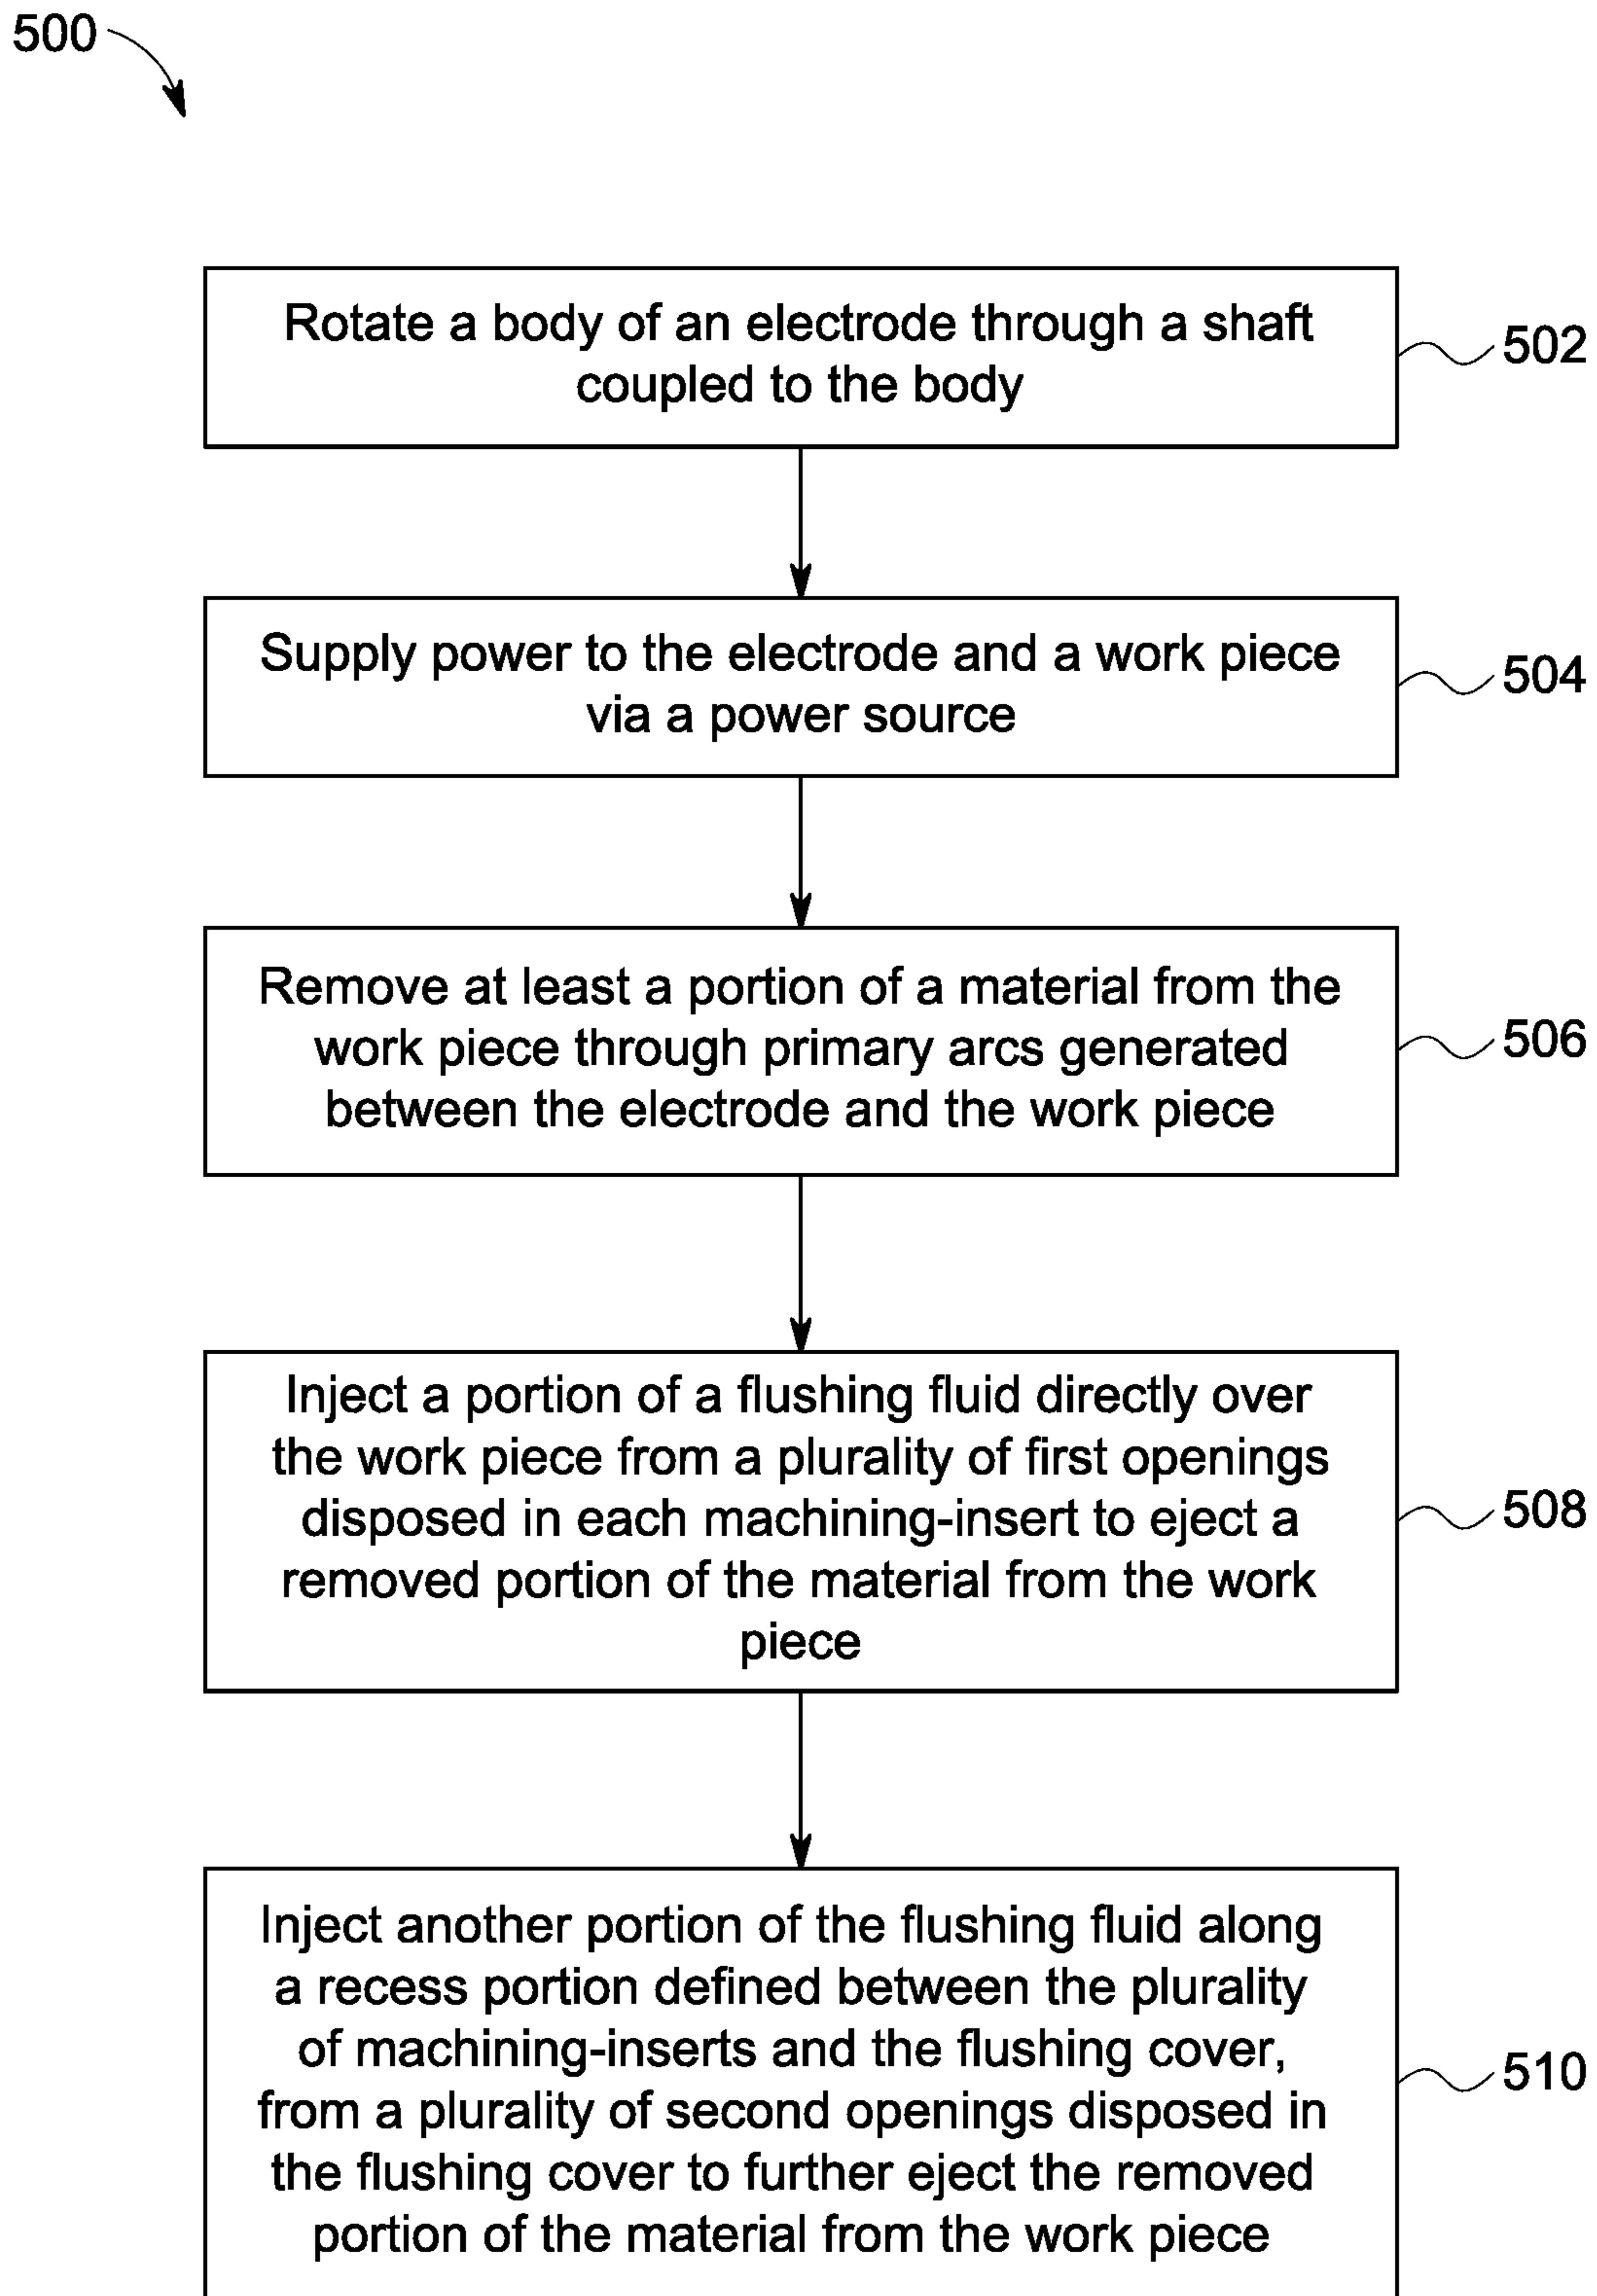 500
Rotate a body of an electrode through a shaft
coupled to the body
502
Supply power to the electrode and a work piece
via a power source
504
Remove at least a portion of a material from the
work piece through primary arcs generated
between the electrode and the work piece
506
Inject a portion of a flushing fluid directly over
the work piece from a plurality of first openings
disposed in each machining-insert to eject a
removed portion of the material from the work
piece
508
Inject another portion of the flushing fluid along
a recess portion defined between the plurality
of machining-inserts and the flushing cover,
from a plurality of second openings disposed in
the flushing cover to further eject the removed
portion of the material from the work piece
510